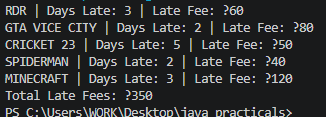 RDR | Days Late: 3 | Late Fee: ?60
GTA VICE CITY | Days Late: 2 | Late Fee: ?80
CRICKET 23 | Days Late: 5 | Late Fee: ?50
SPIDERMAN | Days Late: 2 | Late Fee: ?40
MINECRAFT | Days Late: 3 | Late Fee: ?120
Total Late Fees: ?350
PS C:\Users\WORK\Desktop\java practicals>